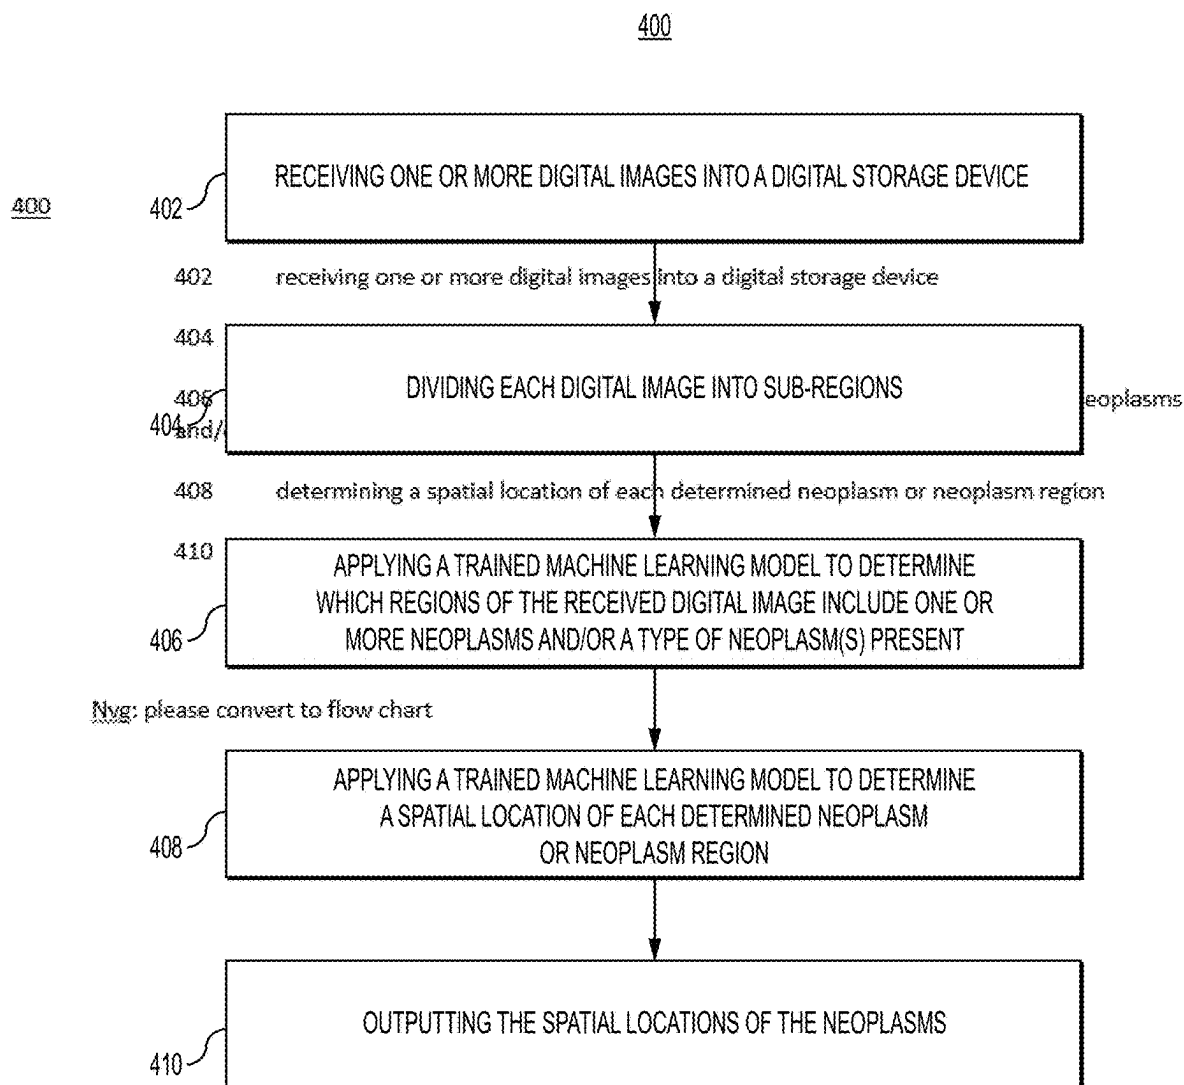 400
RECEIVING ONE OR MORE DIGITAL IMAGES INTO A DIGITAL STORAGE DEVICE
400
402
402 receiving one or more digital images into a digital storage device
404
DIVIDING EACH DIGITAL IMAGE INTO SUB-REGIONS
406 eoplasms
404
and/
408 determining a spatial location of each determined neoplasm or neoplasm region
410
APPLYING A TRAINED MACHINE LEARNING MODEL TO DETERMINE
WHICH REGIONS OF THE RECEIVED DIGITAL IMAGE INCLUDE ONE OR
MORE NEOPLASMS AND/OR A TYPE OF NEOPLASM(S) PRESENT
406
Nvg: please convert to flow chart
APPLYING A TRAINED MACHINE LEARNING MODEL TO DETERMINE
A SPATIAL LOCATION OF EACH DETERMINED NEOPLASM
OR NEOPLASM REGION
408
OUTPUTTING THE SPATIAL LOCATIONS OF THE NEOPLASMS
410